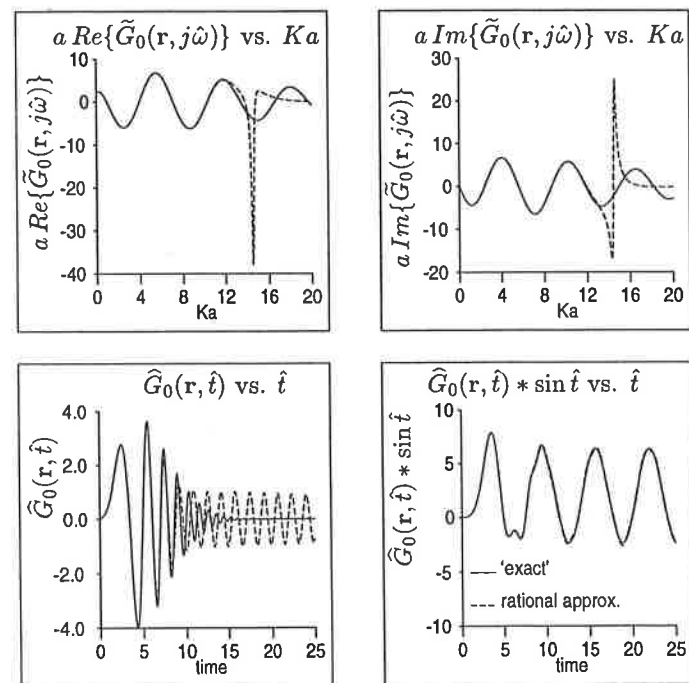 a Re{G̃₀(r, jω̂)} vs. Ka
a Re{G̃₀(r, jω̂)}
10
0
-10
-20
-30
-40
0 4 8 12 16 20
Ka
a Im{G̃₀(r, jω̂)} vs. Ka
a Im{G̃₀(r, jω̂)}
30
20
10
0
-10
-20
0 4 8 12 16 20
Ka
Ĝ₀(r, t̂) vs. t̂
Ĝ₀(r, t̂)
4.0
2.0
0.0
-2.0
-4.0
0 5 10 15 20 25
time
Ĝ₀(r, t̂) * sin t̂ vs. t̂
Ĝ₀(r, t̂) * sin t̂
10
5
0
-5
-10
'exact'
rational approx.
0 5 10 15 20 25
time